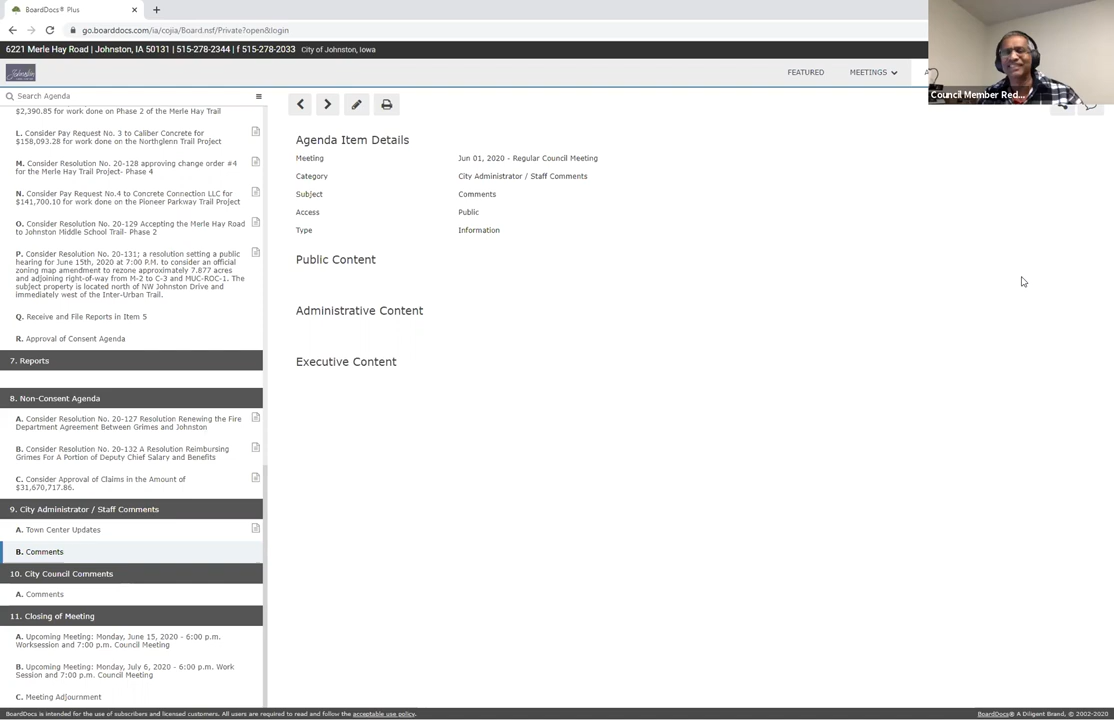 BoardDocs® Plus
go.boarddocs.com/ia/cojia/Board.nsf/Private?open&login
6221 Merle Hay Road | Johnston, IA 50131 | 515-278-2344 | f 515-278-2033 City of Johnston, Iowa
Johnston
FEATURED
MEETINGS
Council Member Red...
Search Agenda
$2,390.85 for work done on Phase 2 of the Merle Hay Trail
L. Consider Pay Request No. 3 to Caliber Concrete for
$158,093.28 for work done on the Northglenn Trail Project
M. Consider Resolution No. 20-128 approving change order #4
for the Merle Hay Trail Project- Phase 4
N. Consider Pay Request No.4 to Concrete Connection LLC for
$141,700.10 for work done on the Pioneer Parkway Trail Project
O. Consider Resolution No. 20-129 Accepting the Merle Hay Road
to Johnston Middle School Trail- Phase 2
P. Consider Resolution No. 20-131; a resolution setting a public
hearing for June 15th, 2020 at 7:00 P.M. to consider an official
zoning map amendment to rezone approximately 7.877 acres
and adjoining right-of-way from M-2 to C-3 and MUC-ROC-1. The
subject property is located north of NW Johnston Drive and
immediately west of the Inter-Urban Trail.
Q. Receive and File Reports in Item 5
R. Approval of Consent Agenda
7. Reports
8. Non-Consent Agenda
A. Consider Resolution No. 20-127 Resolution Renewing the Fire
Department Agreement Between Grimes and Johnston
B. Consider Resolution No. 20-132 A Resolution Reimbursing
Grimes For A Portion of Deputy Chief Salary and Benefits
C. Consider Approval of Claims in the Amount of
$31,670,717.86.
9. City Administrator / Staff Comments
A. Town Center Updates
B. Comments
10. City Council Comments
A. Comments
11. Closing of Meeting
A. Upcoming Meeting: Monday, June 15, 2020 - 6:00 p.m.
Worksession and 7:00 p.m. Council Meeting
B. Upcoming Meeting: Monday, July 6, 2020 - 6:00 p.m. Work
Session and 7:00 p.m. Council Meeting
C. Meeting Adjournment
Agenda Item Details
Meeting Jun 01, 2020 - Regular Council Meeting
Category City Administrator / Staff Comments
Subject Comments
Access Public
Type Information
Public Content
Administrative Content
Executive Content
BoardDocs is intended for the use of subscribers and licensed customers. All users are required to read and follow the acceptable use policy.
BoardDocs® A Diligent Brand, © 2002-2020